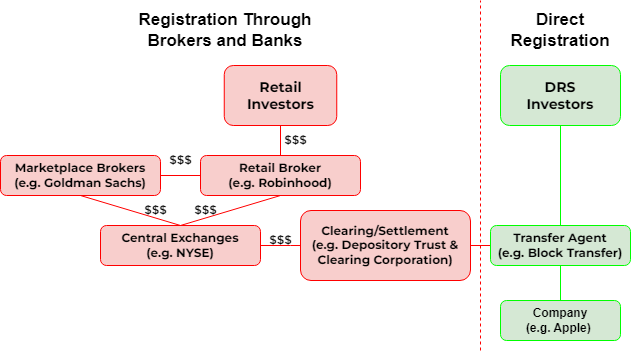 Registration Through
Brokers and Banks
Direct
Registration
Retail
Investors
DRS
Investors
$$$
Marketplace Brokers
(e.g. Goldman Sachs)
$$$
Retail Broker
(e.g. Robinhood)
$$$
$$$
Central Exchanges
(e.g. NYSE)
$$$
Clearing/Settlement
(e.g. Depository Trust &
Clearing Corporation)
Transfer Agent
(e.g. Block Transfer)
Company
(e.g. Apple)